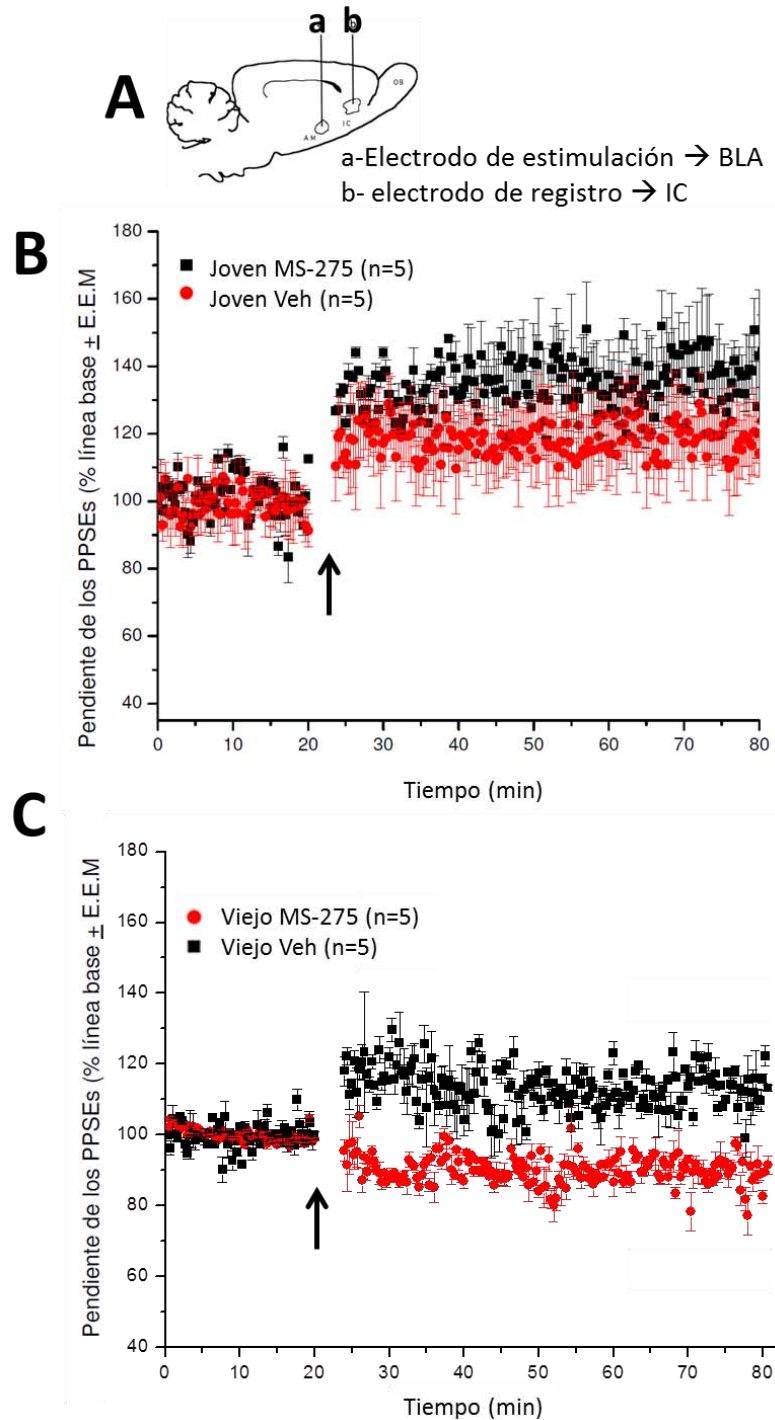 a b
A
OB
IC
AM
a-Electrodo de estimulación → BLA
b- electrodo de registro → IC
B
Pendiente de los PPSEs (% línea base ± E.E.M
180
160
140
120
100
80
60
40
Joven MS-275 (n=5)
Joven Veh (n=5)
0 10 20 30 40 50 60 70 80
Tiempo (min)
C
Pendiente de los PPSEs (% línea base ± E.E.M
180
160
140
120
100
80
60
40
Viejo MS-275 (n=5)
Viejo Veh (n=5)
0 10 20 30 40 50 60 70 80
Tiempo (min)